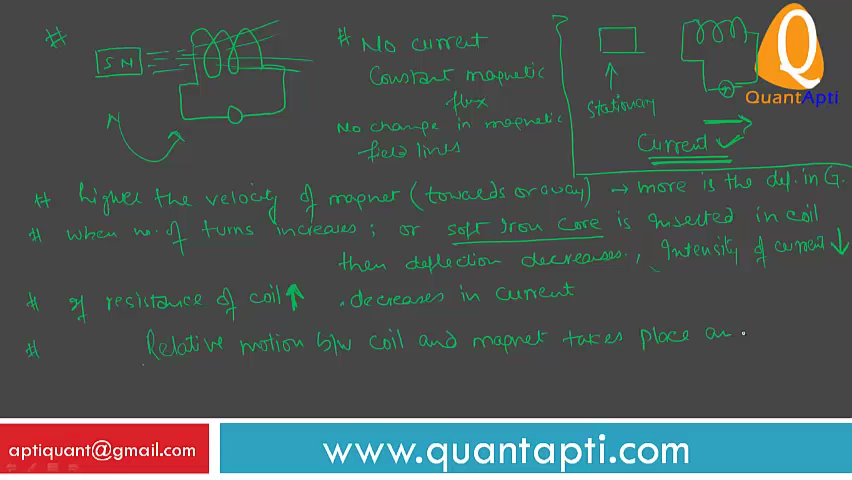 # S N
# No current
Constant magnetic
flux
No change in magnetic
field lines
Stationary
Current
Q
QuantApti
# higher the velocity of magnet (towards or away) → more is the def. in G.
# when no. of turns increases; or soft Iron core is inserted in coil
then deflection decreases., Intensity of current ↓
# If resistance of coil ↑ . decreases in current
# Relative motion b/w coil and magnet takes place an
aptiquant@gmail.com
www.quantapti.com